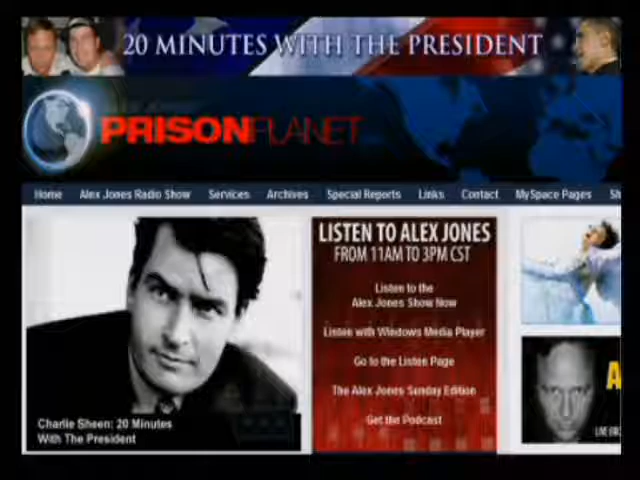 20 MINUTES WITH THE PRESIDENT
PRISONPLANET
Home Alex Jones Radio Show Services Archives Special Reports Links Contact MySpace Pages Sh
LISTEN TO ALEX JONES
FROM 11AM TO 3PM CST
Listen to the
Alex Jones Show Now
Listen with Windows Media Player
Go to the Listen Page
The Alex Jones Sunday Edition
Get the Podcast
Charlie Sheen: 20 Minutes
With The President
A
LIVE